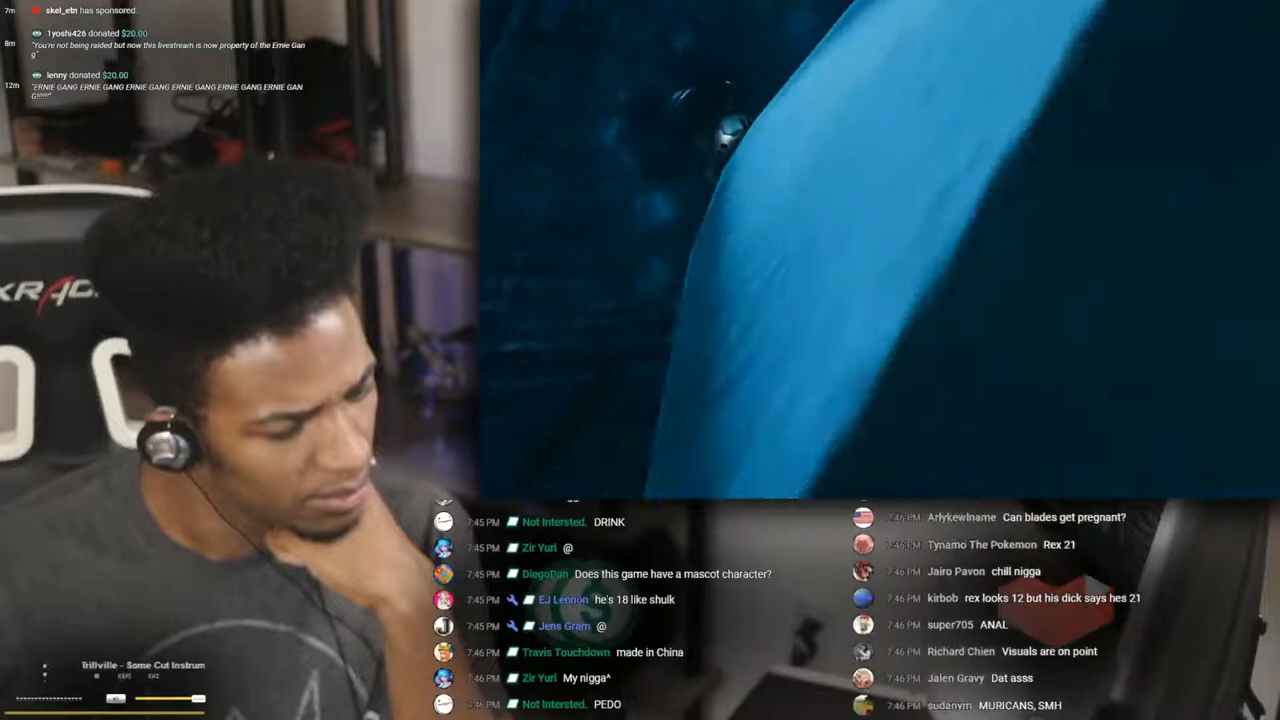 7m skel_etn has sponsored.
1yoshi426 donated $20.00
8m "You're not being raided but now this livestream is now property of the Ernie Gan
g"
lenny donated $20.00
12m "ERNIE GANG ERNIE GANG ERNIE GANG ERNIE GANG ERNIE GANG ERNIE GAN
G!!!!!!"
7:45 PM Not Intersted. DRINK
7:45 PM Zir Yuri @
7:45 PM DiegoDan Does this game have a mascot character?
7:45 PM EJ Lennon he's 18 like shulk
7:45 PM Jens Gram @
7:46 PM Travis Touchdown made in China
7:46 PM Zir Yuri My nigga^
7:46 PM Not Intersted. PEDO
7:46 PM Arlykewlname Can blades get pregnant?
7:46 PM Tynamo The Pokemon Rex 21
7:46 PM Jairo Pavon chill nigga
7:46 PM kirbob rex looks 12 but his dick says hes 21
7:46 PM super705 ANAL
7:46 PM Richard Chien Visuals are on point
7:46 PM Jalen Gravy Dat asss
7:46 PM sudanym MURICANS, SMH
Trillville - Some Cut Instrum
KBPS KHZ